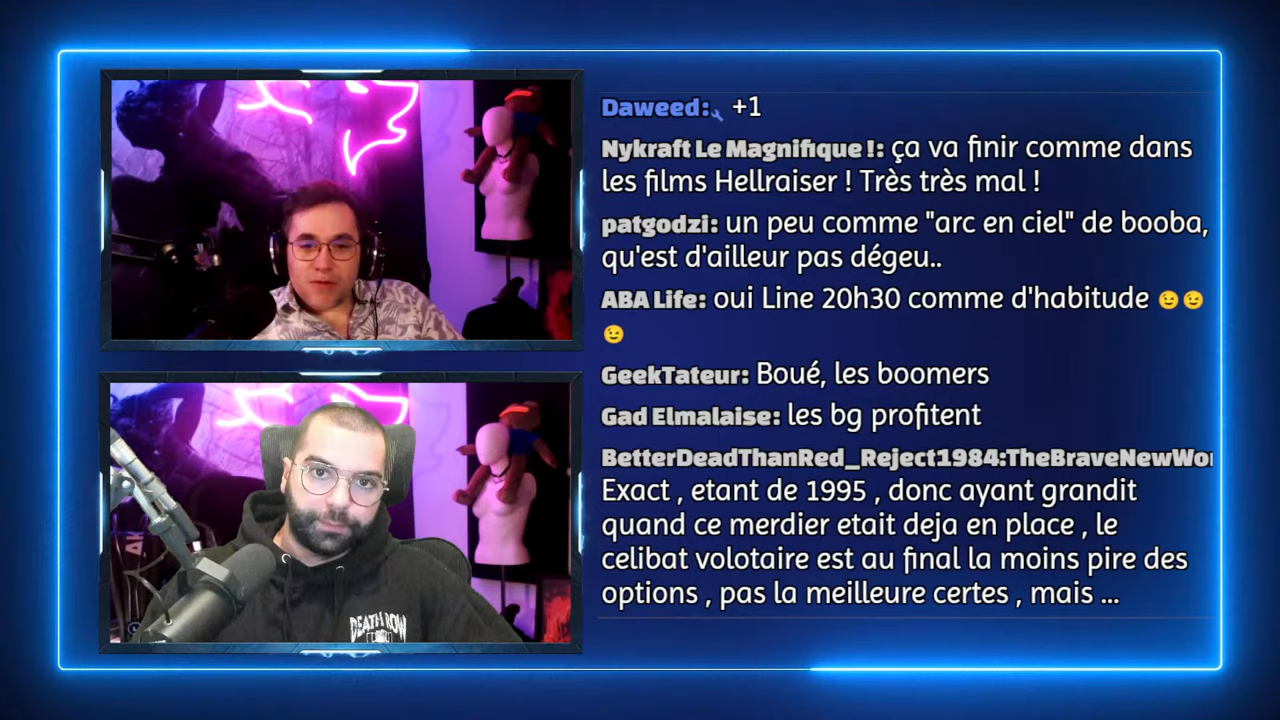 Daweed: +1
Nykraft Le Magnifique !: ça va finir comme dans
les films Hellraiser ! Très très mal !
patgodzi: un peu comme "arc en ciel" de booba,
qu'est d'ailleur pas dégeu..
ABA Life: oui Line 20h30 comme d'habitude 😉😉
😉
GeekTateur: Boué, les boomers
Gad Elmalaise: les bg profitent
BetterDeadThanRed_Reject1984:TheBraveNewWor
Exact , etant de 1995 , donc ayant grandit
quand ce merdier etait deja en place , le
celibat volotaire est au final la moins pire des
options , pas la meilleure certes , mais ...
DEATH ROW